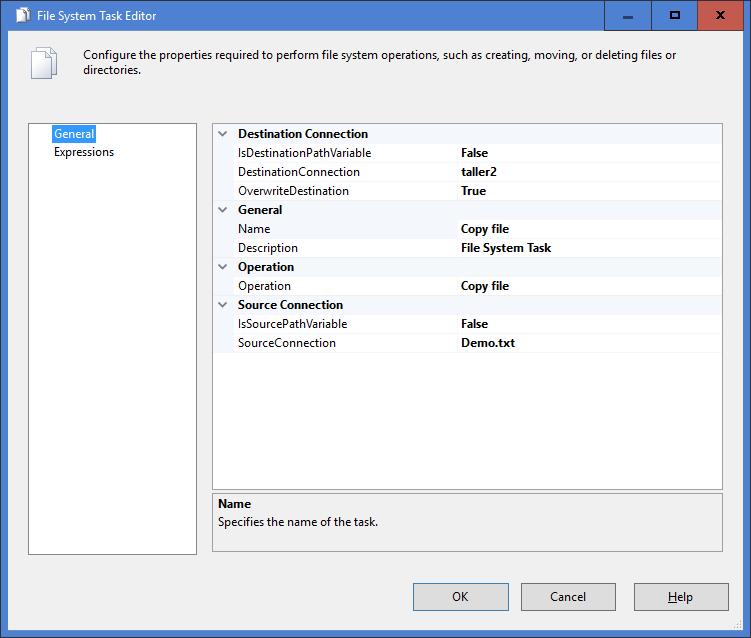 File System Task Editor
Configure the properties required to perform file system operations, such as creating, moving, or deleting files or
directories.
General
Expressions
Destination Connection
IsDestinationPathVariable False
DestinationConnection taller2
OverwriteDestination True
General
Name Copy file
Description File System Task
Operation
Operation Copy file
Source Connection
IsSourcePathVariable False
SourceConnection Demo.txt
Name
Specifies the name of the task.
OK Cancel Help